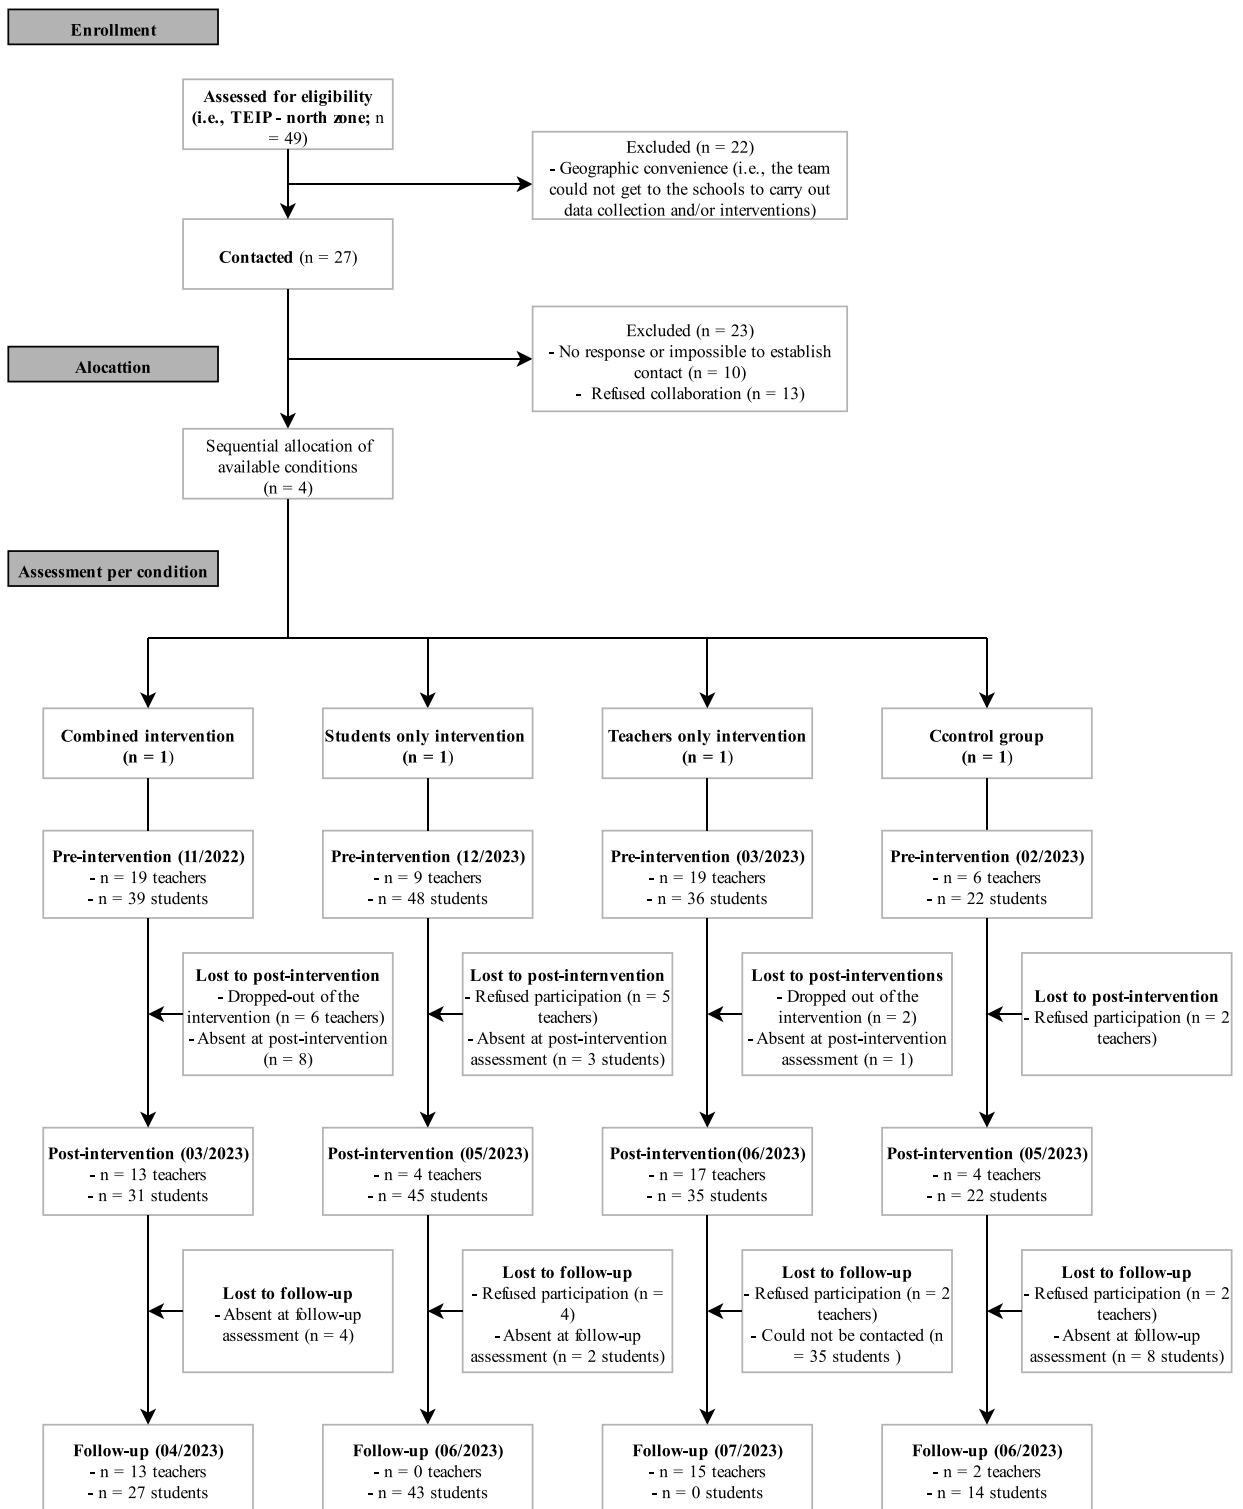 Enrollment
Assessed for eligibility
(i.e., TEIP - north zone; n
= 49)
Excluded (n = 22)
- Geographic convenience (i.e., the team
could not get to the schools to carry out
data collection and/or interventions)
Contacted (n = 27)
Excluded (n = 23)
- No response or impossible to establish
contact (n = 10)
- Refused collaboration (n = 13)
Alocattion
Sequential allocation of
available conditions
(n = 4)
Assessment per condition
Combined intervention
(n = 1)
Students only intervention
(n = 1)
Teachers only intervention
(n = 1)
Ccontrol group
(n = 1)
Pre-intervention (11/2022)
- n = 19 teachers
- n = 39 students
Pre-intervention (12/2023)
- n = 9 teachers
- n = 48 students
Pre-intervention (03/2023)
- n = 19 teachers
- n = 36 students
Pre-intervention (02/2023)
- n = 6 teachers
- n = 22 students
Lost to post-intervention
- Dropped-out of the
intervention (n = 6 teachers)
- Absent at post-intervention
(n = 8)
Lost to post-internvention
- Refused participation (n = 5
teachers)
- Absent at post-intervention
assessment (n = 3 students)
Lost to post-interventions
- Dropped out of the
intervention (n = 2)
- Absent at post-intervention
assessment (n = 1)
Lost to post-intervention
- Refused participation (n = 2
teachers)
Post-intervention (03/2023)
- n = 13 teachers
- n = 31 students
Post-intervention (05/2023)
- n = 4 teachers
- n = 45 students
Post-intervention(06/2023)
- n = 17 teachers
- n = 35 students
Post-intervention (05/2023)
- n = 4 teachers
- n = 22 students
Lost to follow-up
- Absent at follow-up
assessment (n = 4)
Lost to follow-up
- Refused participation (n =
4)
- Absent at follow-up
assessment (n = 2 students)
Lost to follow-up
- Refused participation (n = 2
teachers)
- Could not be contacted (n
= 35 students )
Lost to follow-up
- Refused participation (n = 2
teachers)
- Absent at follow-up
assessment (n = 8 students)
Follow-up (04/2023)
- n = 13 teachers
- n = 27 students
Follow-up (06/2023)
- n = 0 teachers
- n = 43 students
Follow-up (07/2023)
- n = 15 teachers
- n = 0 students
Follow-up (06/2023)
- n = 2 teachers
- n = 14 students